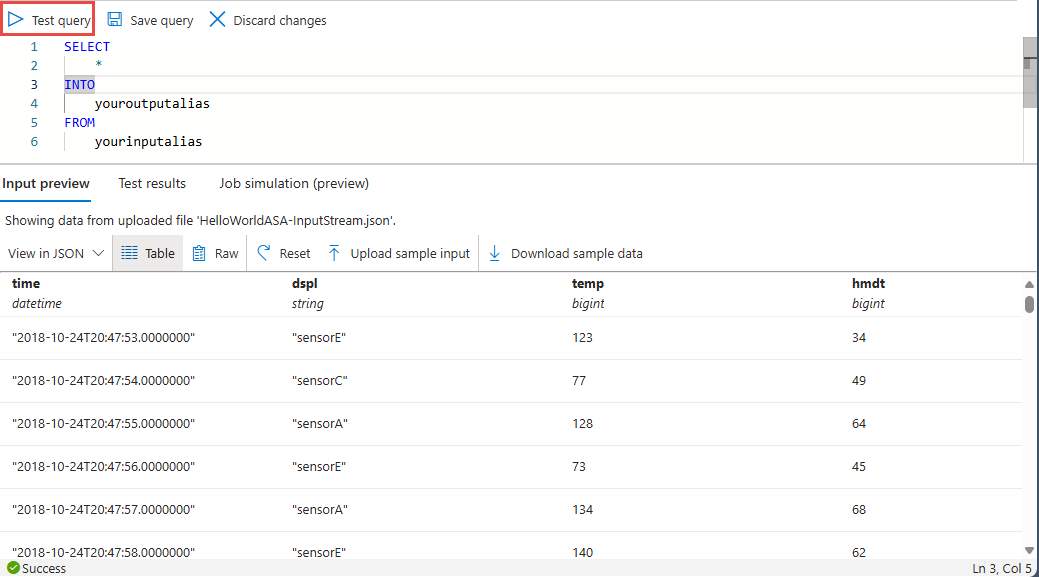 Test query Save query Discard changes
1 SELECT
2 *
3 INTO
4 youroutputalias
5 FROM
6 yourinputalias
Input preview Test results Job simulation (preview)
Showing data from uploaded file 'HelloWorldASA-InputStream.json'.
View in JSON Table Raw Reset Upload sample input Download sample data
time dspl temp hmdt
datetime string bigint bigint
"2018-10-24T20:47:53.0000000" "sensorE" 123 34
"2018-10-24T20:47:54.0000000" "sensorC" 77 49
"2018-10-24T20:47:55.0000000" "sensorA" 128 64
"2018-10-24T20:47:56.0000000" "sensorE" 73 45
"2018-10-24T20:47:57.0000000" "sensorA" 134 68
"2018-10-24T20:47:58.0000000" "sensorE" 140 62
Success Ln 3, Col 5